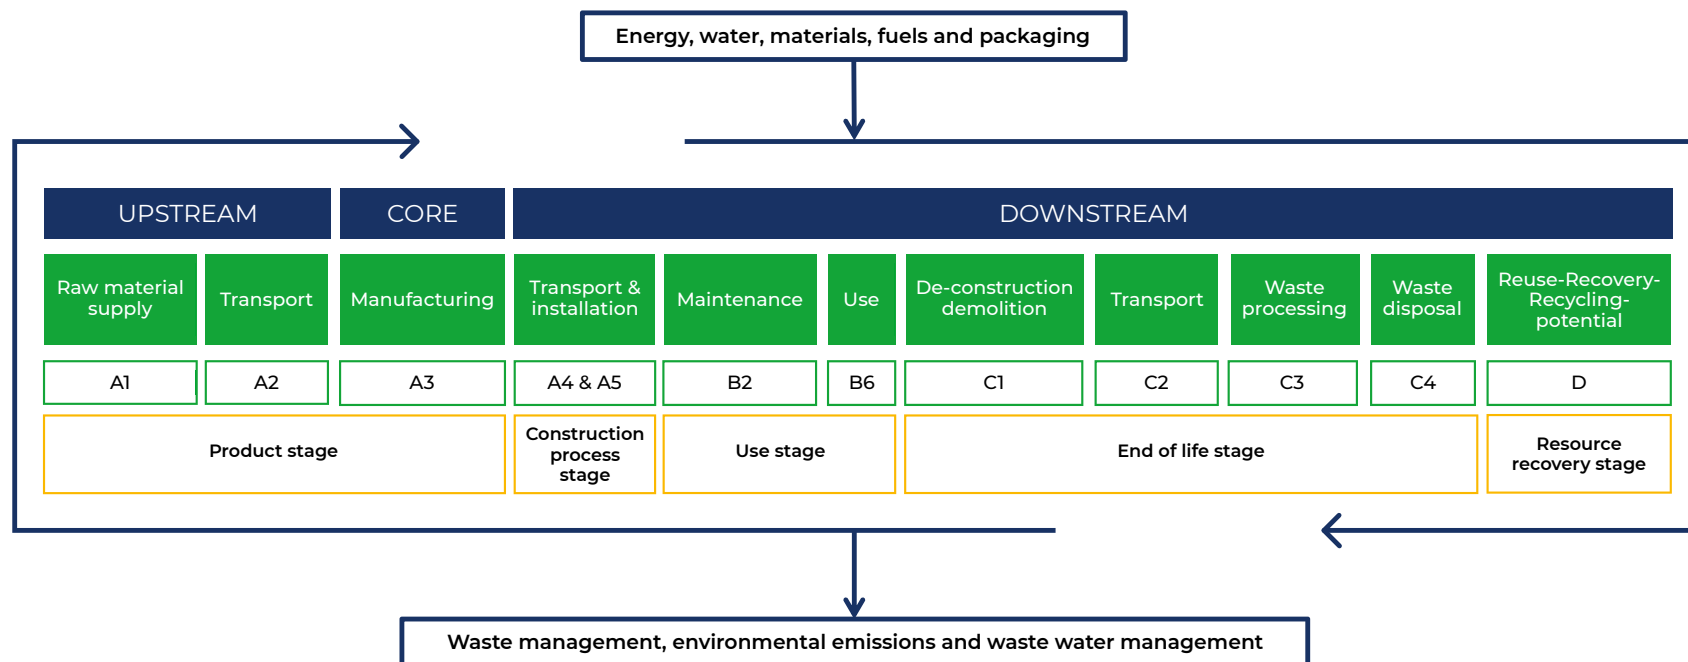 Energy, water, materials, fuels and packaging
UPSTREAM
CORE
DOWNSTREAM
Raw material
supply
Transport
Manufacturing
Transport &
installation
Maintenance
Use
De-construction
demolition
Transport
Waste
processing
Waste
disposal
Reuse-Recovery-
Recycling-
potential
A1
A2
A3
A4 & A5
B2
B6
C1
C2
C3
C4
D
Product stage
Construction
process
stage
Use stage
End of life stage
Resource
recovery stage
Waste management, environmental emissions and waste water management